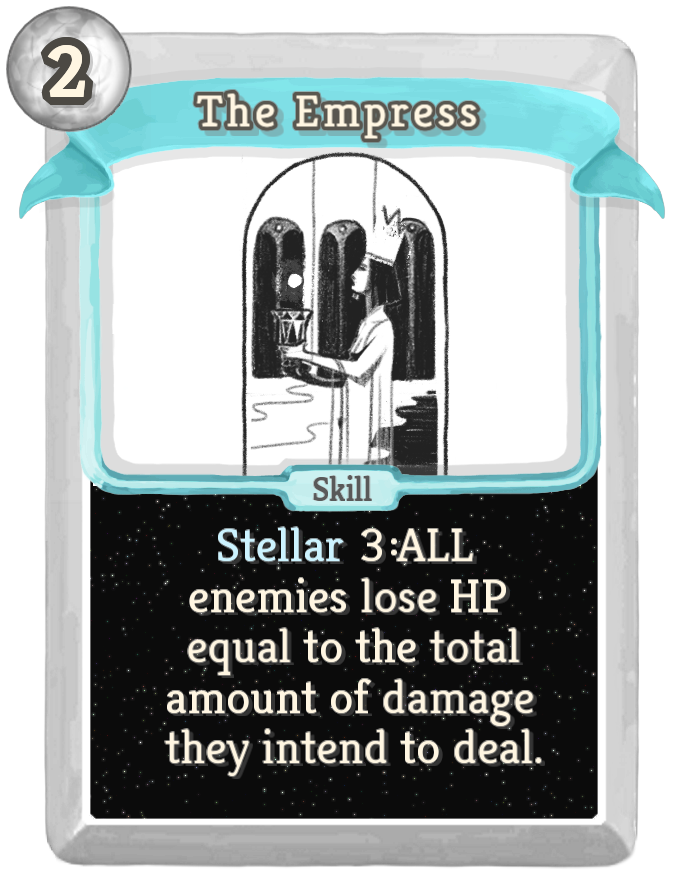 2
The Empress
Skill
Stellar 3:ALL
enemies lose HP
equal to the total
amount of damage
they intend to deal.